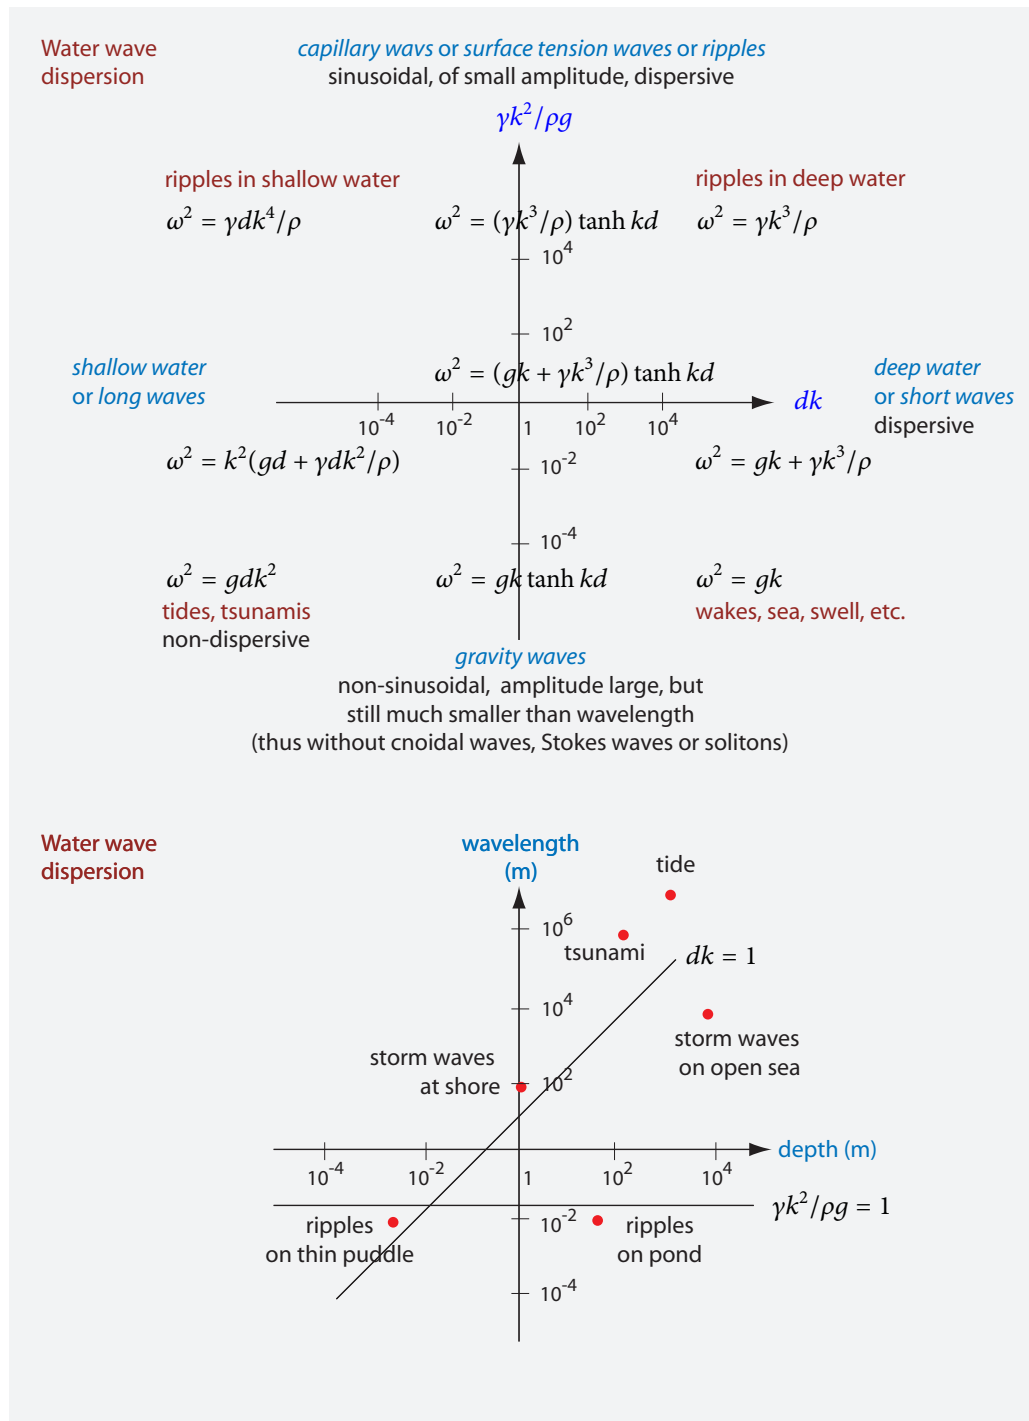 Water wave
dispersion
capillary wavs or surface tension waves or ripples
sinusoidal, of small amplitude, dispersive
γk²/ρg
ripples in shallow water
ripples in deep water
ω² = γdk⁴/ρ
ω² = (γk³/ρ) tanh kd
ω² = γk³/ρ
10⁴
10²
shallow water
or long waves
ω² = (gk + γk³/ρ) tanh kd
deep water
or short waves
dispersive
dk
10⁻⁴ 10⁻² 1 10² 10⁴
ω² = k²(gd + γdk²/ρ)
10⁻²
ω² = gk + γk³/ρ
10⁻⁴
ω² = gdk²
ω² = gk tanh kd
ω² = gk
tides, tsunamis
non-dispersive
wakes, sea, swell, etc.
gravity waves
non-sinusoidal, amplitude large, but
still much smaller than wavelength
(thus without cnoidal waves, Stokes waves or solitons)
Water wave
dispersion
wavelength
(m)
tide
10⁶
tsunami
dk = 1
10⁴
storm waves
on open sea
storm waves
at shore
10²
depth (m)
10⁻⁴ 10⁻² 1 10² 10⁴
γk²/ρg = 1
ripples
on thin puddle
10⁻²
ripples
on pond
10⁻⁴